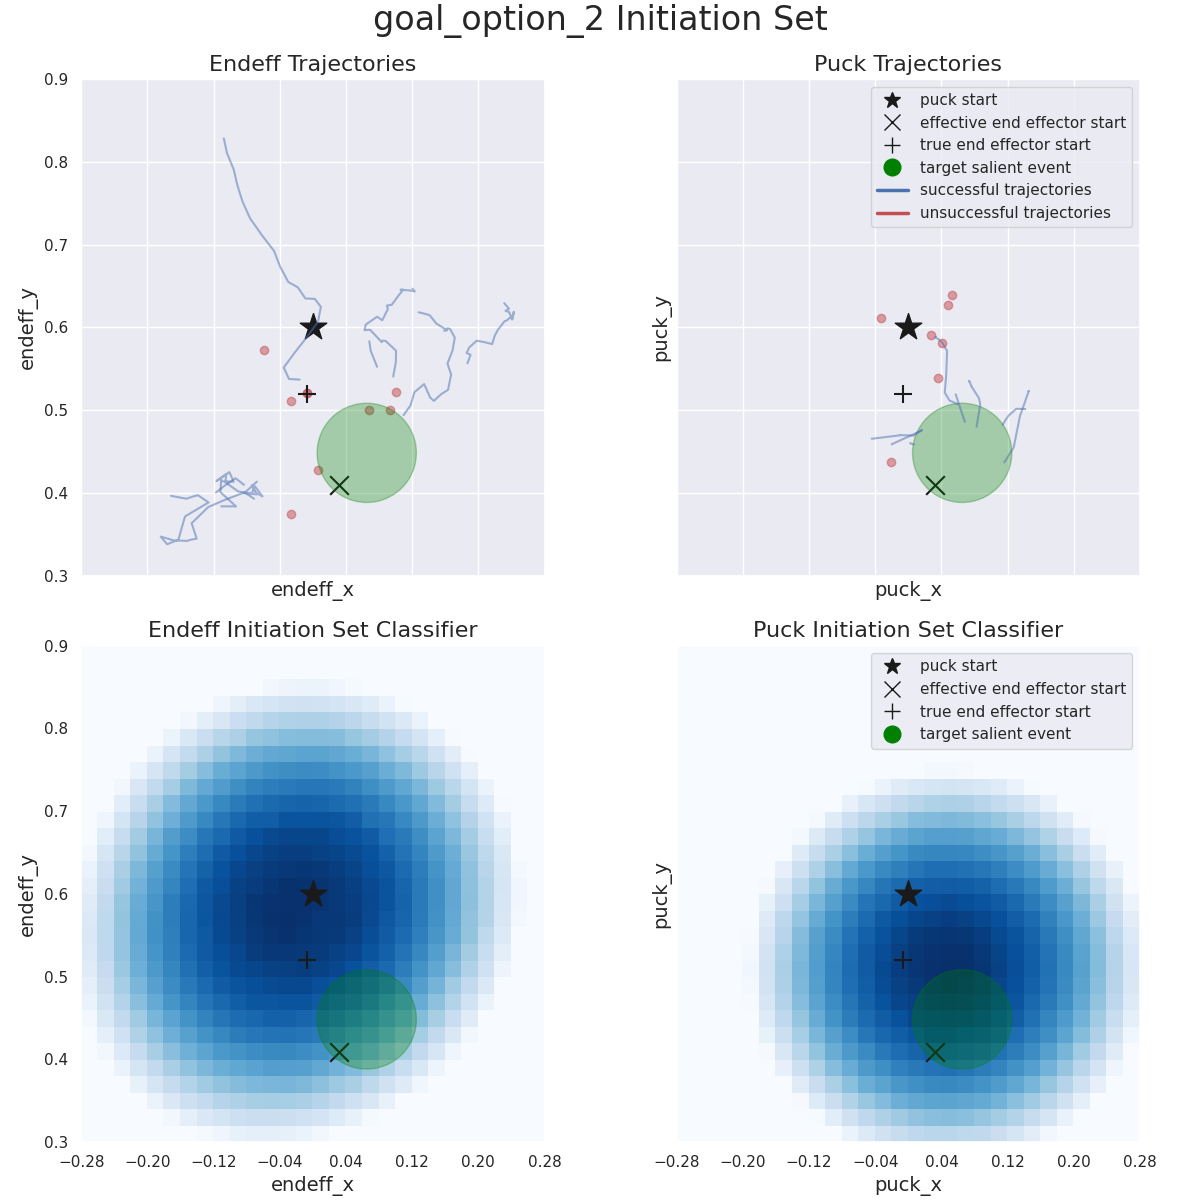 goal_option_2 Initiation Set
Endeff Trajectories
Puck Trajectories
0.9
0.8
0.7
0.6
0.5
0.4
0.3
endeff_y
endeff_x
puck_y
puck_x
puck start
effective end effector start
true end effector start
target salient event
successful trajectories
unsuccessful trajectories
Endeff Initiation Set Classifier
Puck Initiation Set Classifier
0.9
0.8
0.7
0.6
0.5
0.4
0.3
endeff_y
−0.28 −0.20 −0.12 −0.04 0.04 0.12 0.20 0.28
endeff_x
puck_y
puck start
effective end effector start
true end effector start
target salient event
−0.28 −0.20 −0.12 −0.04 0.04 0.12 0.20 0.28
puck_x